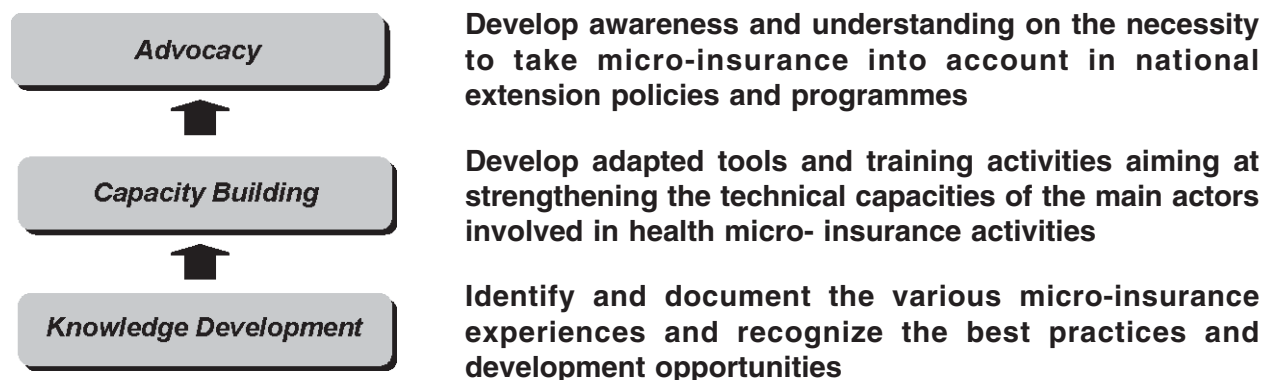 Advocacy
Develop awareness and understanding on the necessity
to take micro-insurance into account in national
extension policies and programmes
Capacity Building
Develop adapted tools and training activities aiming at
strengthening the technical capacities of the main actors
involved in health micro- insurance activities
Knowledge Development
Identify and document the various micro-insurance
experiences and recognize the best practices and
development opportunities